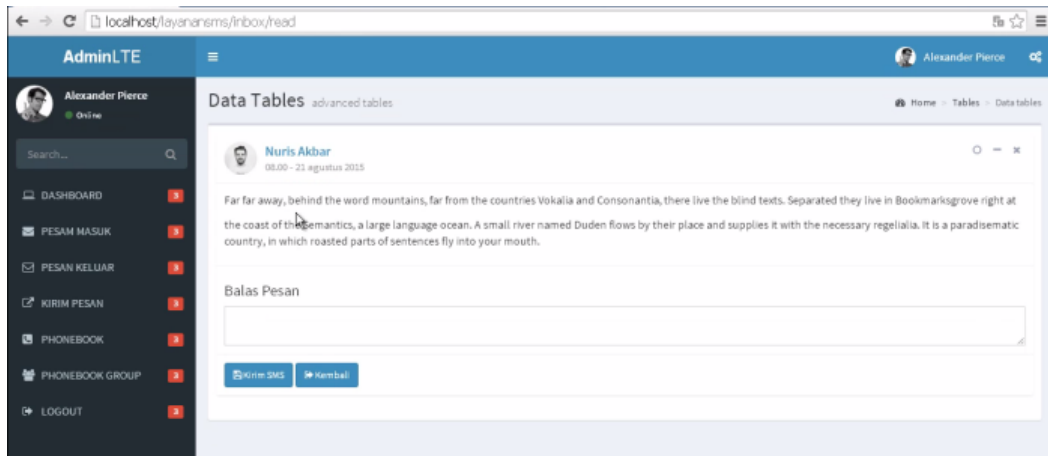 localhost/layanansms/inbox/read
AdminLTE
Alexander Pierce
Alexander Pierce
Online
Search...
DASHBOARD 3
PESAM MASUK 3
PESAN KELUAR 3
KIRIM PESAN 3
PHONEBOOK 3
PHONEBOOK GROUP 3
LOGOUT 3
Data Tables advanced tables
Home > Tables > Data tables
Nuris Akbar
08.00 - 21 agustus 2015
Far far away, behind the word mountains, far from the countries Vokalia and Consonantia, there live the blind texts. Separated they live in Bookmarksgrove right at
the coast of the Semantics, a large language ocean. A small river named Duden flows by their place and supplies it with the necessary regelialia. It is a paradisematic
country, in which roasted parts of sentences fly into your mouth.
Balas Pesan
Kirim SMS
Kembali